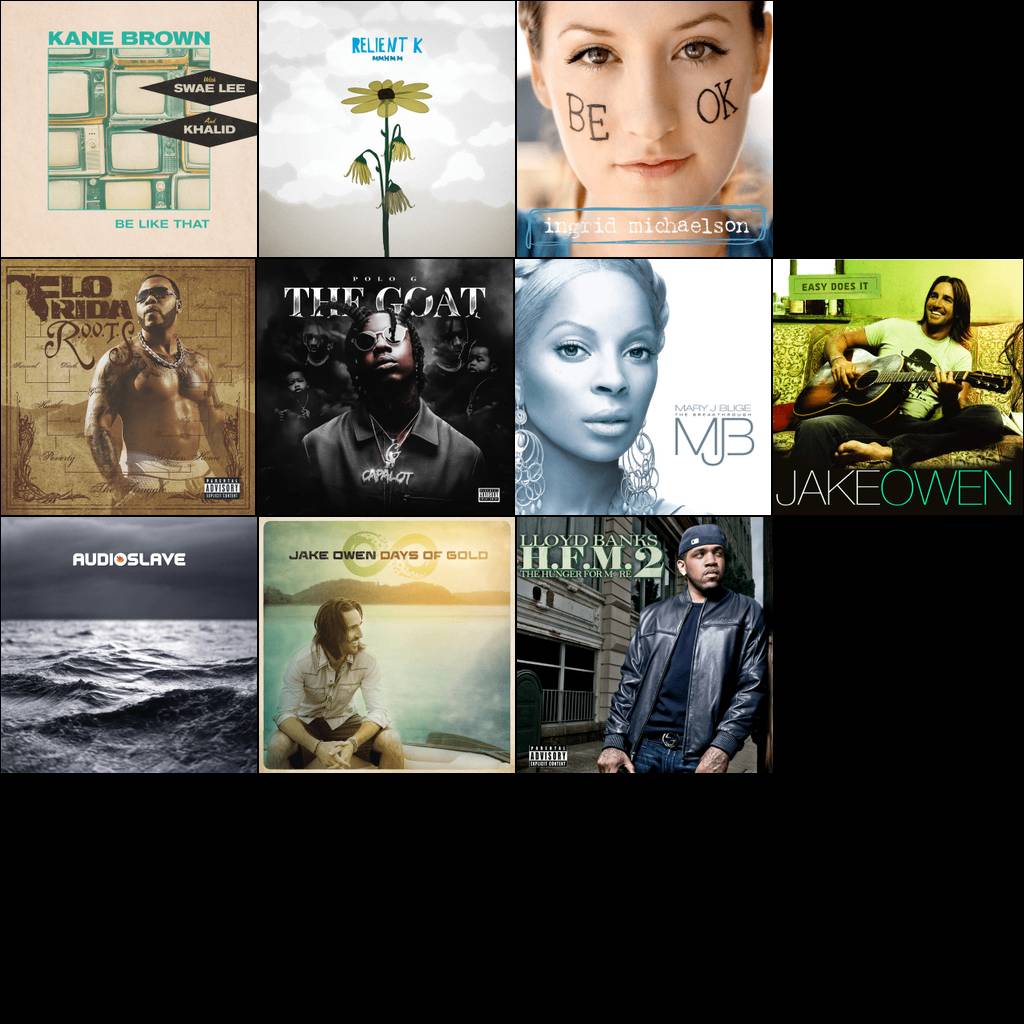 KANE BROWN
With
SWAE LEE
And
KHALID
BE LIKE THAT
RELIENT K
MMHMM
BE OK
ingrid michaelson
FLO
RIDA
R.O.O.T.S
Poverty
The Struggle
PARENTAL
ADVISORY
EXPLICIT CONTENT
POLO G
THE GOAT
G
CAPALOT
PARENTAL
ADVISORY
EXPLICIT CONTENT
MARY J BLIGE
THE BREAKTHROUGH
MJB
EASY DOES IT
JAKE OWEN
AUDIOSLAVE
JAKE OWEN DAYS OF GOLD
LLOYD BANKS
H.F.M. 2
THE HUNGER FOR MORE
PARENTAL
ADVISORY
EXPLICIT CONTENT